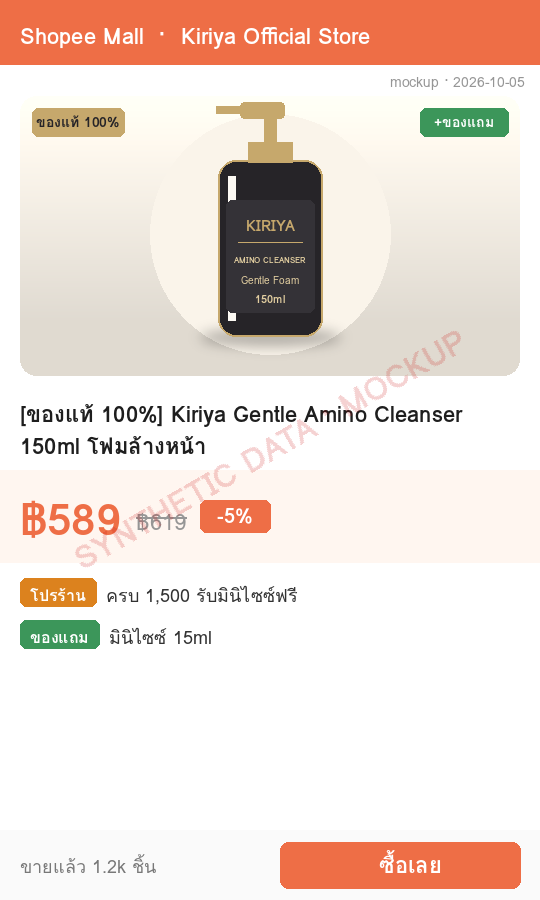 Shopee Mall · Kiriya Official Store
mockup · 2026-10-05
ของแท้ 100%
+ของแถม
KIRIYA
AMINO CLEANSER
Gentle Foam
150ml
[ของแท้ 100%] Kiriya Gentle Amino Cleanser
150ml โฟมล้างหน้า
฿589 ฿619 -5%
โปรร้าน ครบ 1,500 รับมินิไซซ์ฟรี
ของแถม มินิไซซ์ 15ml
ขายแล้ว 1.2k ชิ้น
ซื้อเลย
SYNTHETIC DATA · MOCKUP